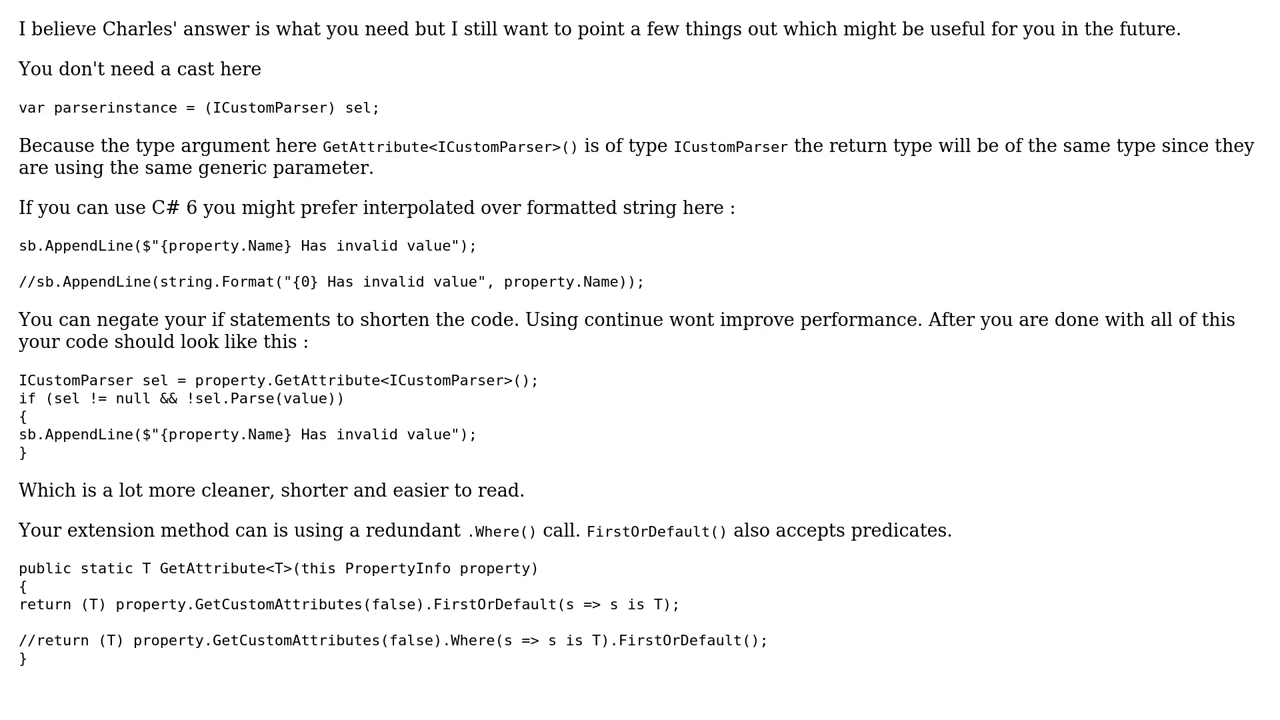 I believe Charles' answer is what you need but I still want to point a few things out which might be useful for you in the future.
You don't need a cast here
var parserinstance = (ICustomParser) sel;
Because the type argument here GetAttribute<ICustomParser>() is of type ICustomParser the return type will be of the same type since they
are using the same generic parameter.
If you can use C# 6 you might prefer interpolated over formatted string here :
sb.AppendLine($"{property.Name} Has invalid value");
//sb.AppendLine(string.Format("{0} Has invalid value", property.Name));
You can negate your if statements to shorten the code. Using continue wont improve performance. After you are done with all of this
your code should look like this :
ICustomParser sel = property.GetAttribute<ICustomParser>();
if (sel != null && !sel.Parse(value))
{
sb.AppendLine($"{property.Name} Has invalid value");
}
Which is a lot more cleaner, shorter and easier to read.
Your extension method can is using a redundant .Where() call. FirstOrDefault() also accepts predicates.
public static T GetAttribute<T>(this PropertyInfo property)
{
return (T) property.GetCustomAttributes(false).FirstOrDefault(s => s is T);
//return (T) property.GetCustomAttributes(false).Where(s => s is T).FirstOrDefault();
}